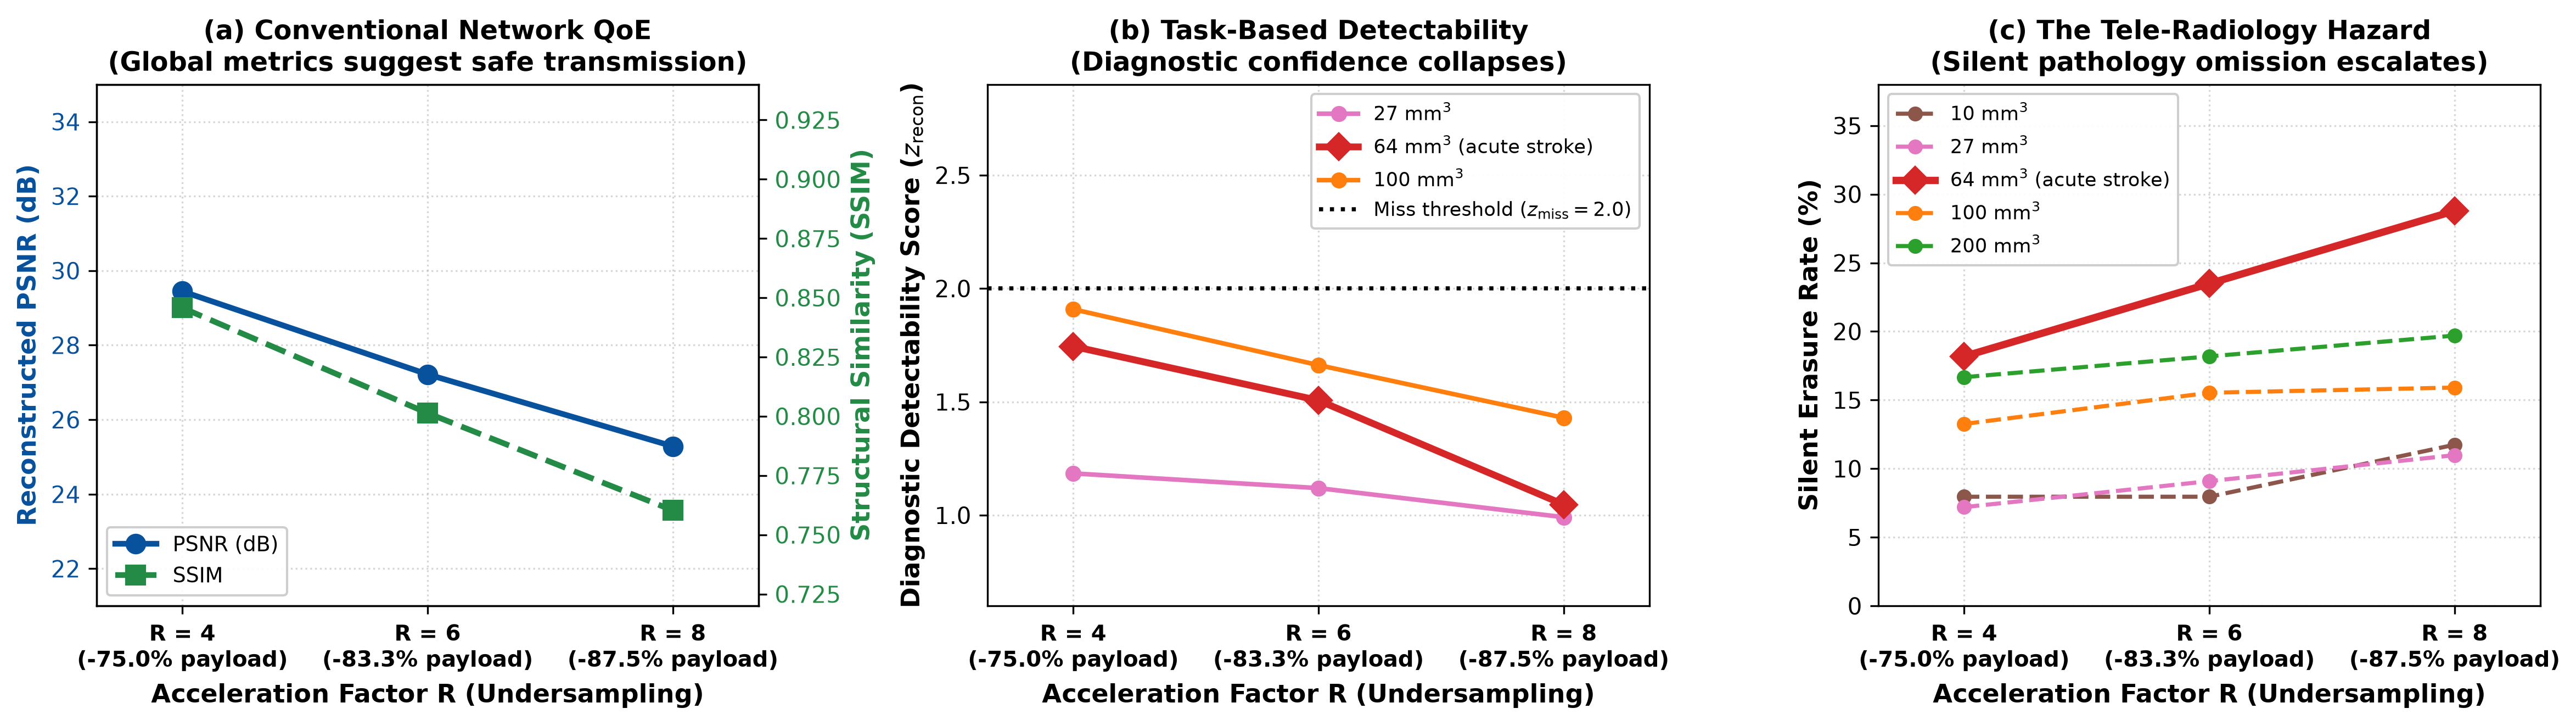 (a) Conventional Network QoE
(Global metrics suggest safe transmission)
Reconstructed PSNR (dB)
34
32
30
28
26
24
22
0.925
0.900
0.875
0.850
0.825
0.800
0.775
0.750
0.725
Structural Similarity (SSIM)
PSNR (dB)
SSIM
R = 4
(-75.0% payload)
R = 6
(-83.3% payload)
R = 8
(-87.5% payload)
Acceleration Factor R (Undersampling)
(b) Task-Based Detectability
(Diagnostic confidence collapses)
Diagnostic Detectability Score (z_recon)
2.5
2.0
1.5
1.0
27 mm³
64 mm³ (acute stroke)
100 mm³
Miss threshold (z_miss = 2.0)
R = 4
(-75.0% payload)
R = 6
(-83.3% payload)
R = 8
(-87.5% payload)
Acceleration Factor R (Undersampling)
(c) The Tele-Radiology Hazard
(Silent pathology omission escalates)
Silent Erasure Rate (%)
35
30
25
20
15
10
5
0
10 mm³
27 mm³
64 mm³ (acute stroke)
100 mm³
200 mm³
R = 4
(-75.0% payload)
R = 6
(-83.3% payload)
R = 8
(-87.5% payload)
Acceleration Factor R (Undersampling)